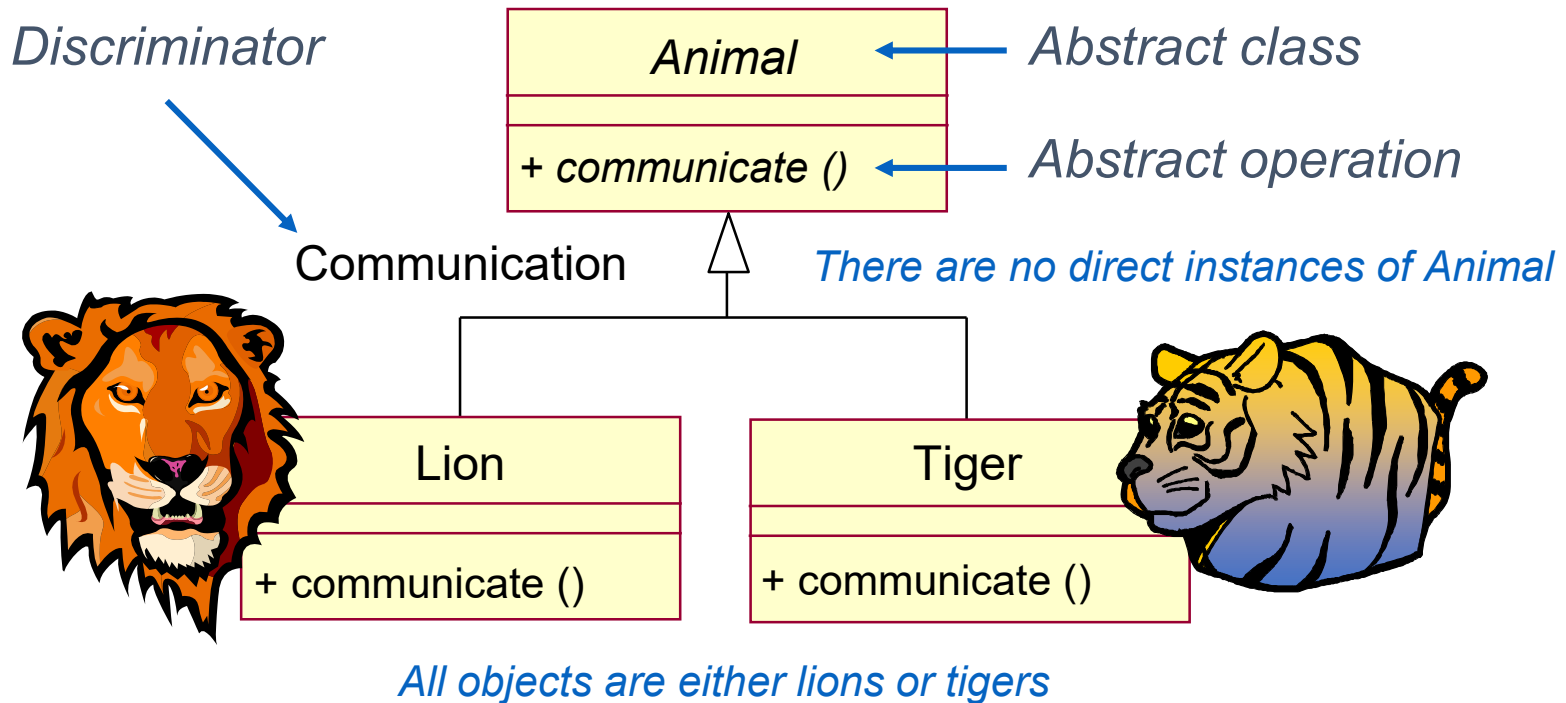 Discriminator
Animal
Abstract class
+ communicate ()
Abstract operation
Communication
There are no direct instances of Animal
Lion
Tiger
+ communicate ()
+ communicate ()
All objects are either lions or tigers